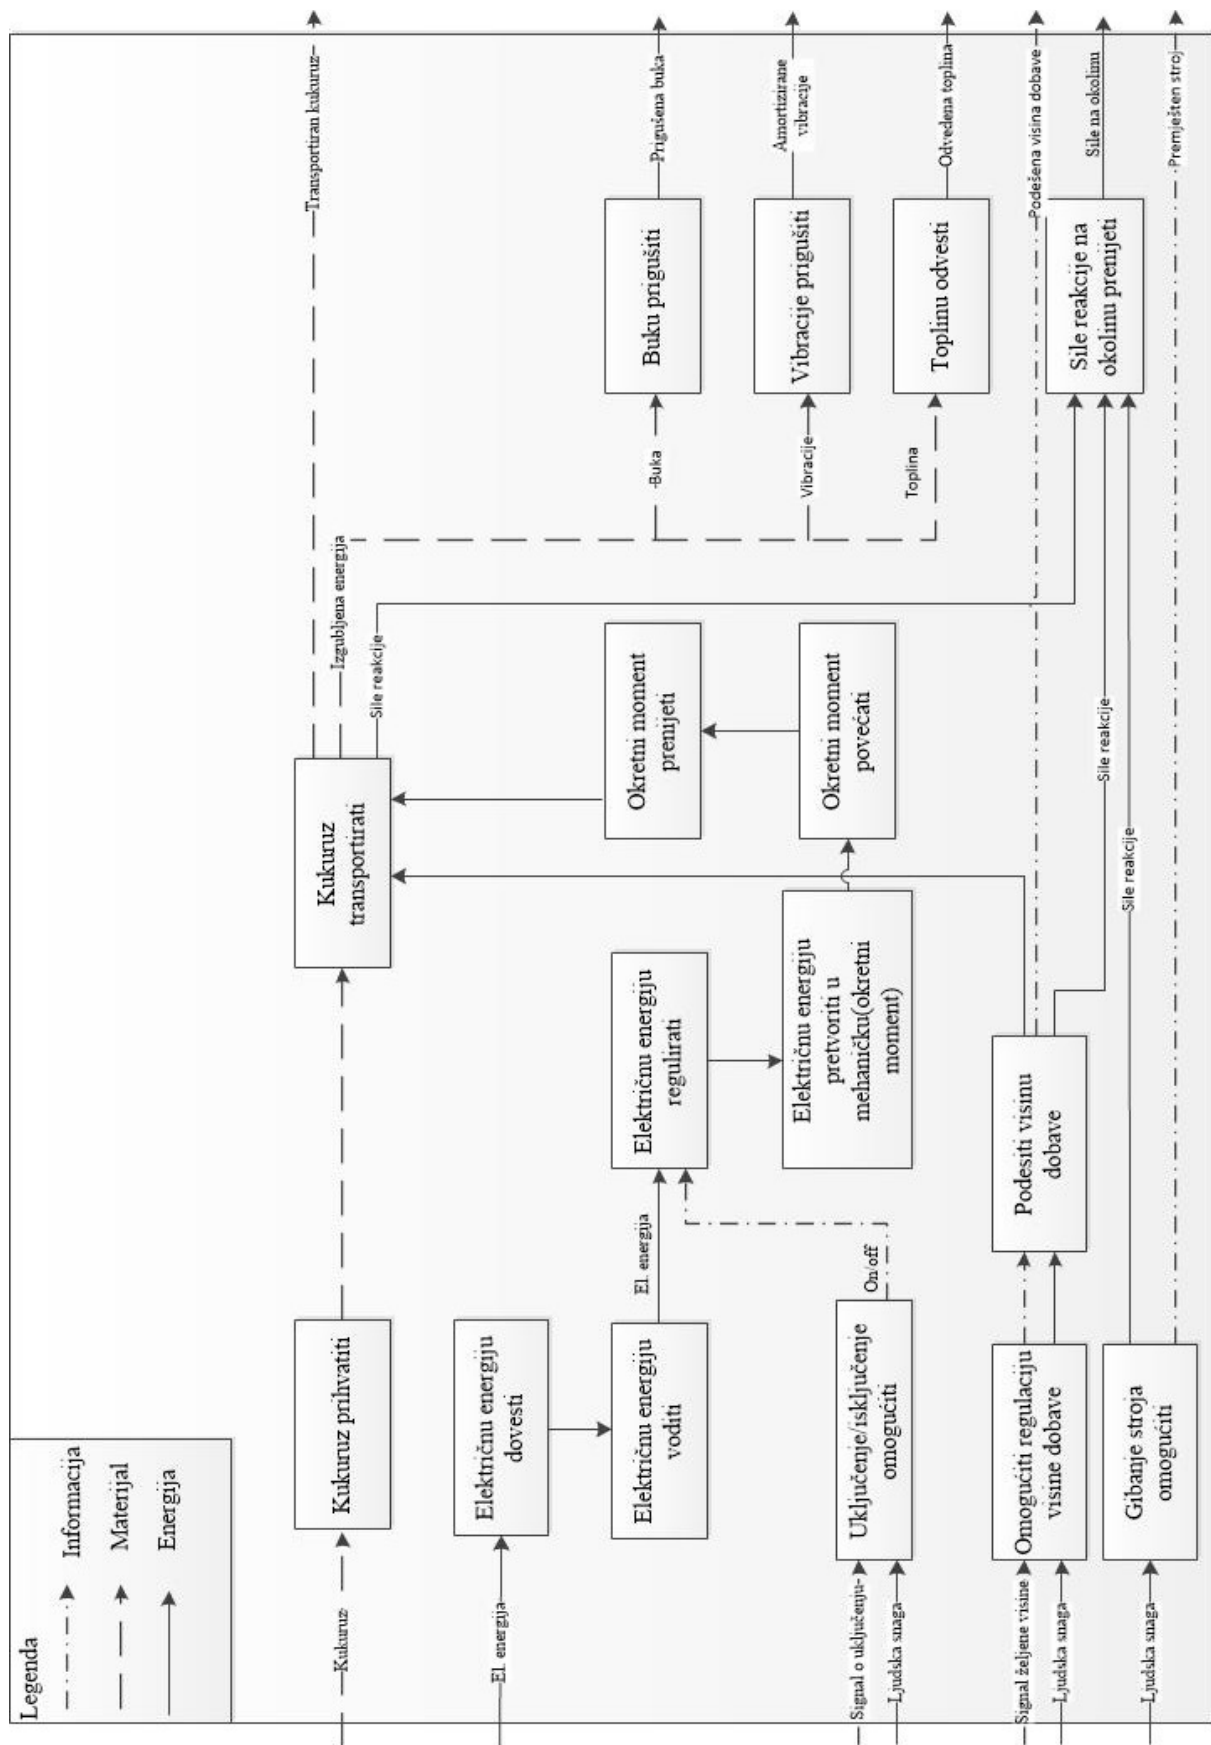 Legenda
Informacija
Materijal
Energija
Kukuruz
Kukuruz prihvatiti
Kukuruz
transportirati
Transportiran kukuruz
Izgubljena energija
Sile reakcije
El. energija
Električnu energiju
dovesti
Električnu energiju
voditi
El. energija
Električnu energiju
regulirati
Električnu energiju
pretvoriti u
mehaničku(okretni
moment)
Okretni moment
povećati
Okretni moment
prenijeti
Buka
Buku prigušiti
Prigušena buka
Vibracije
Vibracije prigušiti
Amortizirane
vibracije
Toplina
Toplinu odvesti
Odvedena toplina
Signal o uključenju
Ljudska snaga
Uključenje/isključenje
omogućiti
On/off
Signal željene visine
Ljudska snaga
Omogućiti regulaciju
visine dobave
Podesiti visinu
dobave
Podešena visina dobave
Sile reakcije
Sile reakcije na
okolinu prenijeti
Sile na okolinu
Ljudska snaga
Gibanje stroja
omogućiti
Sile reakcije
Premješten stroj